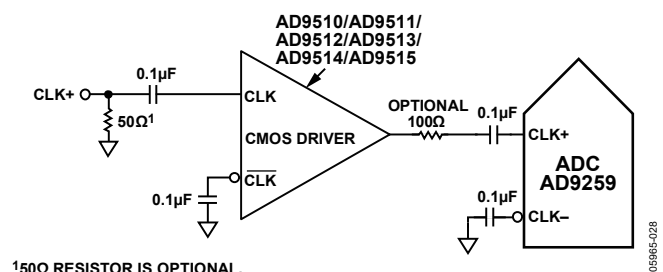 AD9510/AD9511/
AD9512/AD9513/
AD9514/AD9515
0.1µF
CLK+
50Ω1
CLK
CMOS DRIVER
CLK
0.1µF
OPTIONAL
100Ω
0.1µF
CLK+
ADC
AD9259
0.1µF
CLK–
150Ω RESISTOR IS OPTIONAL.
05965-028